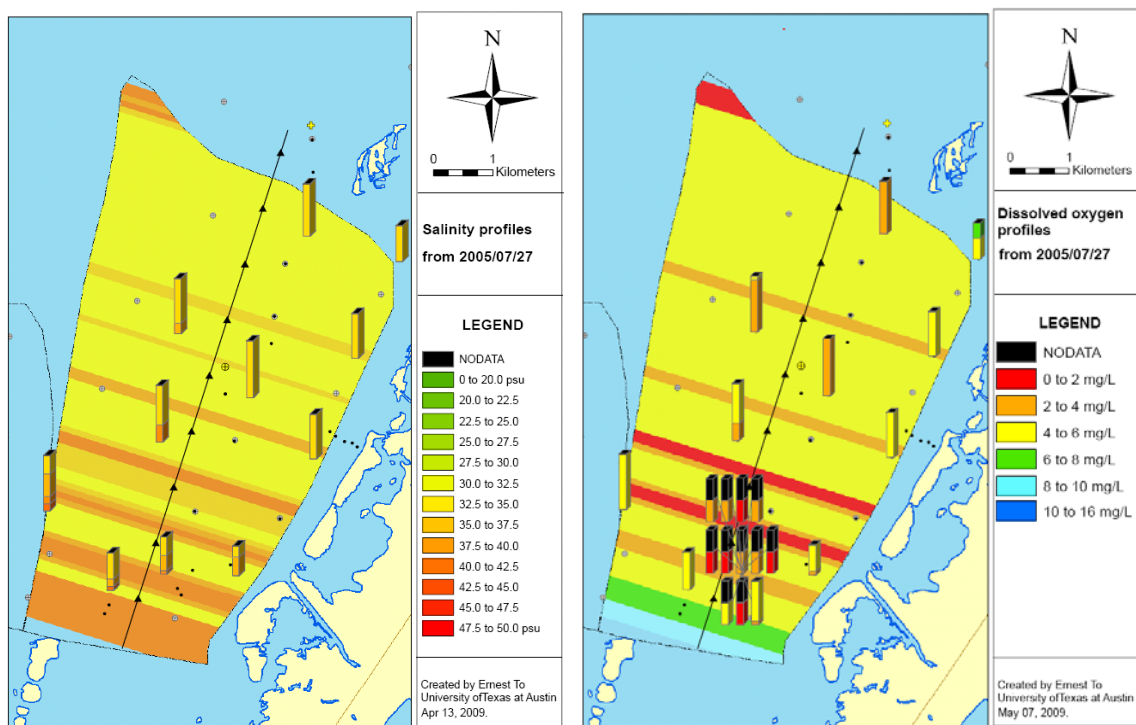 N
0 1
Kilometers
Salinity profiles
from 2005/07/27
LEGEND
NODATA
0 to 20.0 psu
20.0 to 22.5
22.5 to 25.0
25.0 to 27.5
27.5 to 30.0
30.0 to 32.5
32.5 to 35.0
35.0 to 37.5
37.5 to 40.0
40.0 to 42.5
42.5 to 45.0
45.0 to 47.5
47.5 to 50.0 psu
Created by Ernest To
University ofTexas at Austin
Apr 13, 2009.
N
0 1
Kilometers
Dissolved oxygen
profiles
from 2005/07/27
LEGEND
NODATA
0 to 2 mg/L
2 to 4 mg/L
4 to 6 mg/L
6 to 8 mg/L
8 to 10 mg/L
10 to 16 mg/L
Created by Ernest To
University ofTexas at Austin
May 07, 2009.